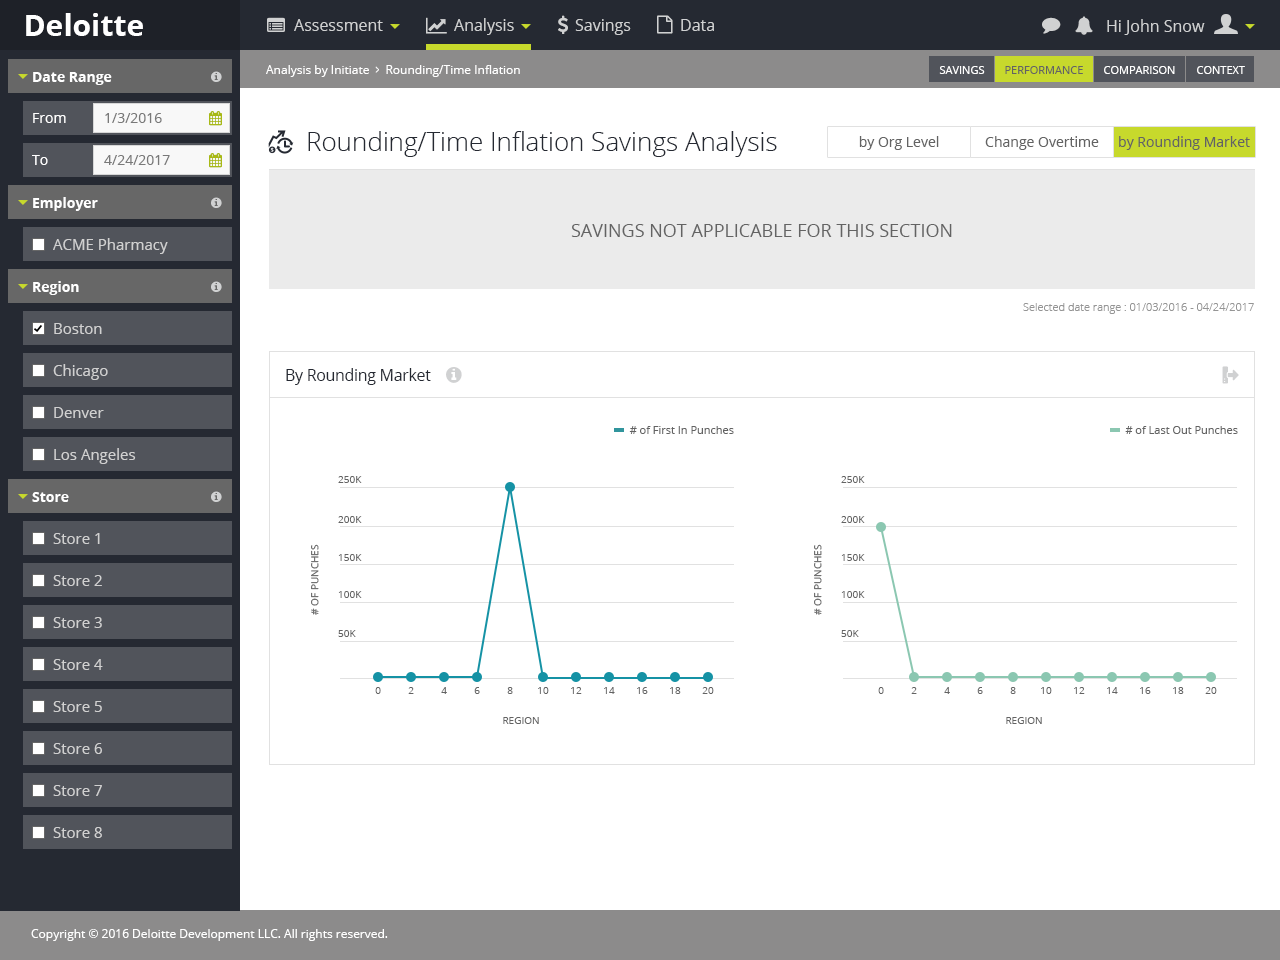 Deloitte
Assessment
Analysis
Savings
Data
Hi John Snow
Analysis by Initiate › Rounding/Time Inflation
SAVINGS
PERFORMANCE
COMPARISON
CONTEXT
Date Range
From
1/3/2016
To
4/24/2017
Employer
ACME Pharmacy
Region
Boston
Chicago
Denver
Los Angeles
Store
Store 1
Store 2
Store 3
Store 4
Store 5
Store 6
Store 7
Store 8
Rounding/Time Inflation Savings Analysis
by Org Level
Change Overtime
by Rounding Market
SAVINGS NOT APPLICABLE FOR THIS SECTION
Selected date range : 01/03/2016 - 04/24/2017
By Rounding Market
# of First In Punches
250K
200K
150K
100K
50K
# OF PUNCHES
0 2 4 6 8 10 12 14 16 18 20
REGION
# of Last Out Punches
250K
200K
150K
100K
50K
# OF PUNCHES
0 2 4 6 8 10 12 14 16 18 20
REGION
Copyright © 2016 Deloitte Development LLC. All rights reserved.